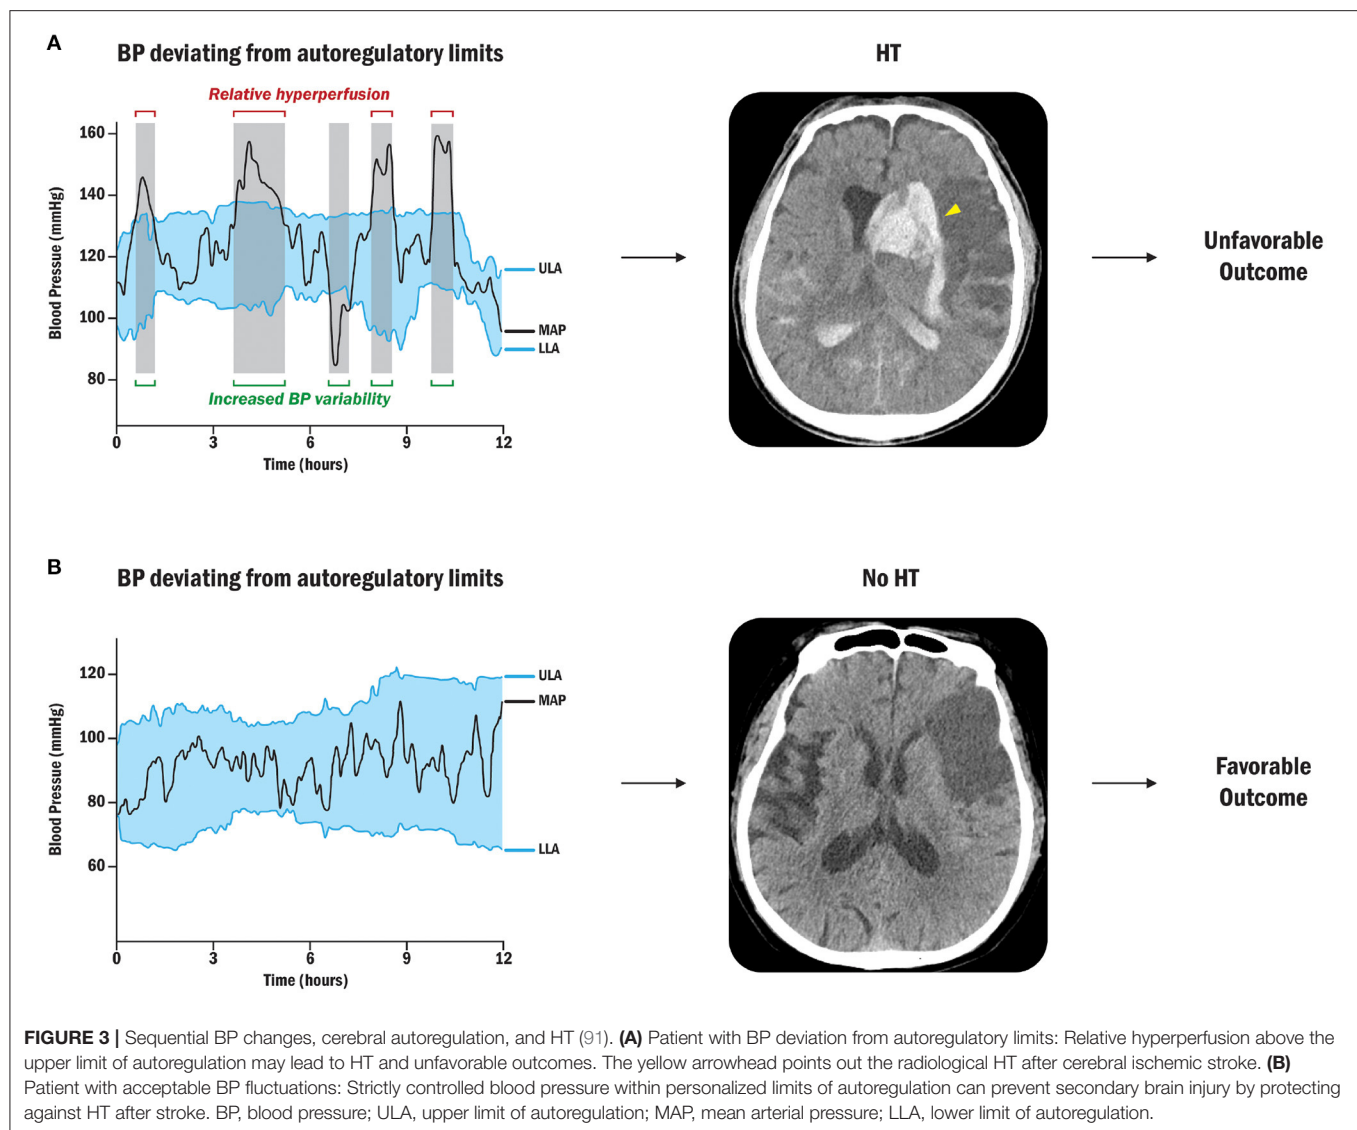 A
BP deviating from autoregulatory limits
HT
Relative hyperperfusion
160
140
120
100
80
Blood Pressue (mmHg)
ULA
MAP
LLA
Increased BP variability
0 3 6 9 12
Time (hours)
Unfavorable
Outcome
B
BP deviating from autoregulatory limits
No HT
120
100
80
60
Blood Pressue (mmHg)
ULA
MAP
LLA
0 3 6 9 12
Time (hours)
Favorable
Outcome
FIGURE 3 | Sequential BP changes, cerebral autoregulation, and HT (91). (A) Patient with BP deviation from autoregulatory limits: Relative hyperperfusion above the
upper limit of autoregulation may lead to HT and unfavorable outcomes. The yellow arrowhead points out the radiological HT after cerebral ischemic stroke. (B)
Patient with acceptable BP fluctuations: Strictly controlled blood pressure within personalized limits of autoregulation can prevent secondary brain injury by protecting
against HT after stroke. BP, blood pressure; ULA, upper limit of autoregulation; MAP, mean arterial pressure; LLA, lower limit of autoregulation.